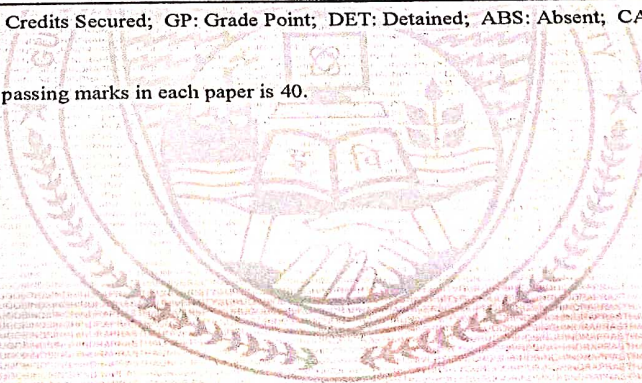 Credits Secured; GP: Grade Point; DET: Detained; ABS: Absent; CA
passing marks in each paper is 40.